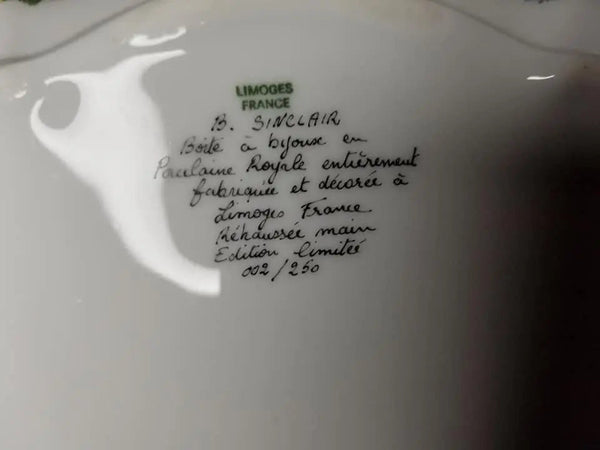 LIMOGES
FRANCE
B. SINCLAIR
Boîte à bijoux en
Porcelaine Royale entièrement
fabriquée et décorée à
Limoges France
Réhaussée main
Edition limitée
002/250